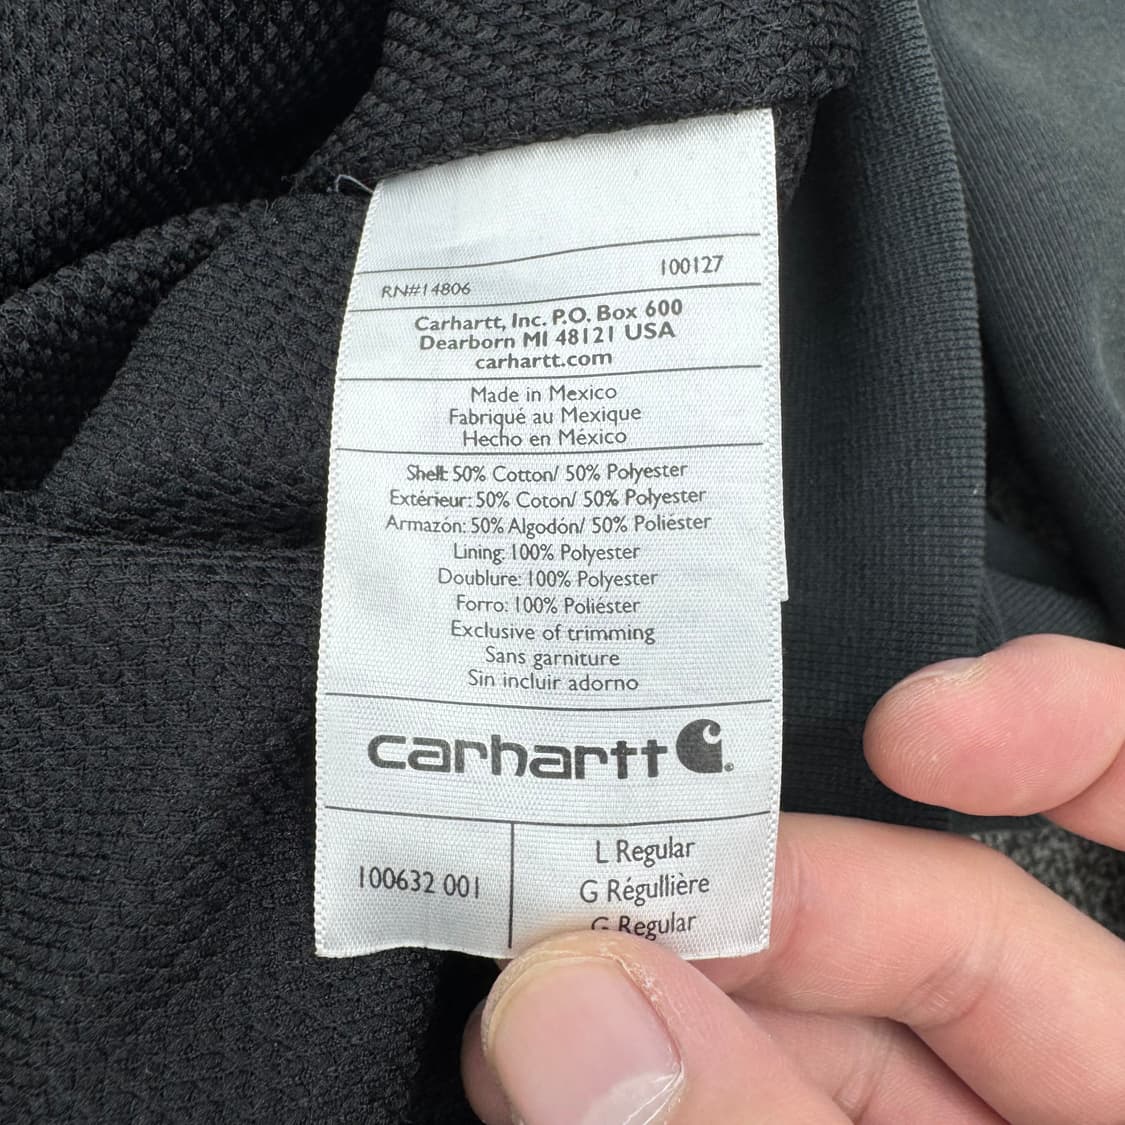 100127
RN#14806
Carhartt, Inc. P.O. Box 600
Dearborn MI 48121 USA
carhartt.com
Made in Mexico
Fabriqué au Mexique
Hecho en México
Shell: 50% Cotton/ 50% Polyester
Extérieur: 50% Coton/ 50% Polyester
Armazón: 50% Algodón/ 50% Poliéster
Lining: 100% Polyester
Doublure: 100% Polyester
Forro: 100% Poliéster
Exclusive of trimming
Sans garniture
Sin incluir adorno
carhartt
100632 001
L Regular
G Régullière
G Regular